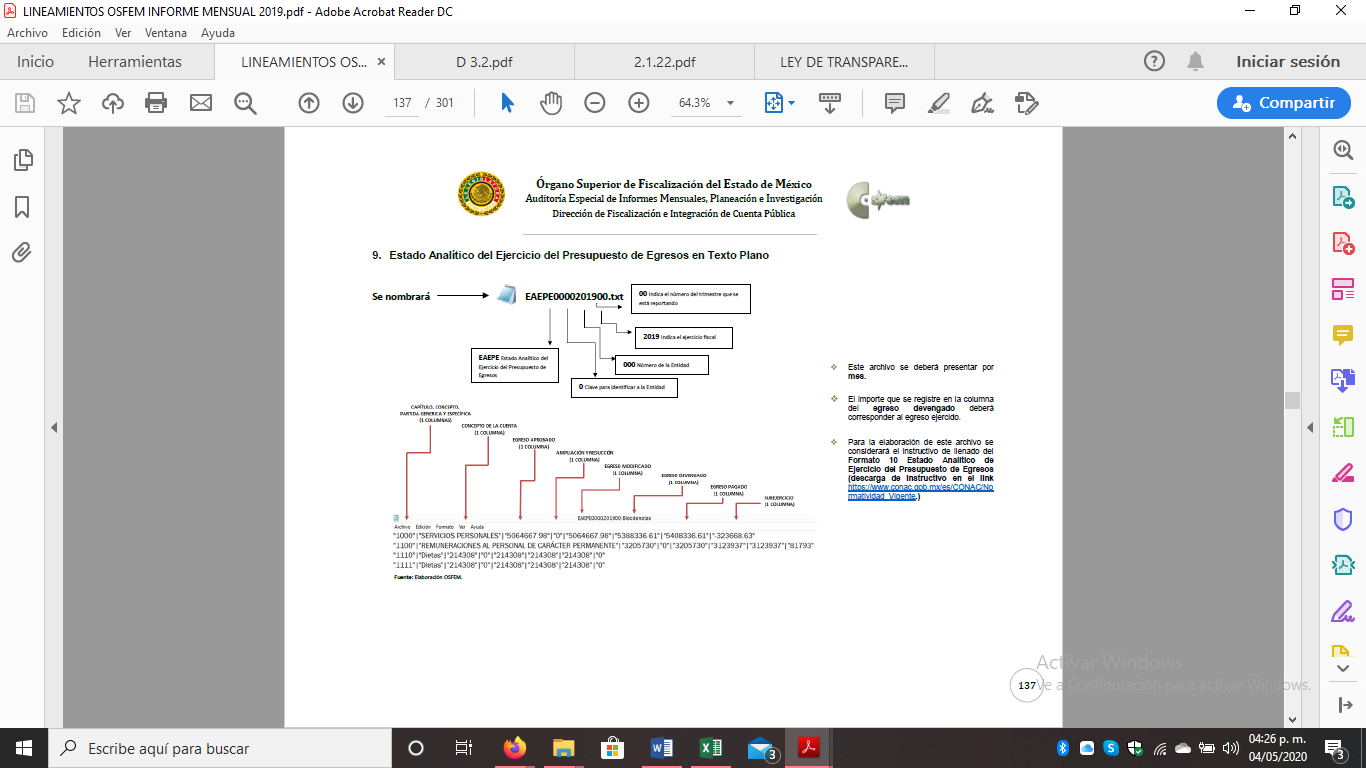 LINEAMIENTOS OSFEM INFORME MENSUAL 2019.pdf - Adobe Acrobat Reader DC
Archivo Edición Ver Ventana Ayuda
Inicio Herramientas LINEAMIENTOS OS... × D 3.2.pdf 2.1.22.pdf LEY DE TRANSPARE... Iniciar sesión
137 / 301 64.3% Compartir
Órgano Superior de Fiscalización del Estado de México
Auditoría Especial de Informes Mensuales, Planeación e Investigación
Dirección de Fiscalización e Integración de Cuenta Pública
osfem
9. Estado Analítico del Ejercicio del Presupuesto de Egresos en Texto Plano
Se nombrará
EAEPE0000201900.txt
00 Indica el número del trimestre que se
está reportando
2019 Indica el ejercicio fiscal
EAEPE Estado Analítico del
Ejercicio del Presupuesto de
Egresos
000 Número de la Entidad
0 Clave para identificar a la Entidad
Este archivo se deberá presentar por
mes.
El importe que se registre en la columna
del egreso devengado deberá
corresponder al egreso ejercido.
Para la elaboración de este archivo se
considerará el instructivo de llenado del
Formato 10 Estado Analítico de
Ejercicio del Presupuesto de Egresos
(descarga de Instructivo en el link
https://www.conac.gob.mx/es/CONAC/No
rmatividad_Vigente.)
CAPÍTULO, CONCEPTO,
PARTIDA GENERICA Y ESPECÍFICA
(1 COLUMNAS)
CONCEPTO DE LA CUENTA
(1 COLUMNA)
EGRESO APROBADO
(1 COLUMNA)
AMPLIACIÓN Y REDUCCIÓN
(1 COLUMNA)
EGRESO MODIFICADO
(1 COLUMNA)
EGRESO DEVENGADO
(1 COLUMNA)
EGRESO PAGADO
(1 COLUMNA)
SUBEJERCICIO
(1 COLUMNA)
EAEPE0000201900: Bloc de notas
Archivo Edición Formato Ver Ayuda
"1000"|"SERVICIOS PERSONALES"|"5064667.98"|"0"|"5064667.98"|"5388336.61"|"5408336.61"|"-323668.63"
"1100"|"REMUNERACIONES AL PERSONAL DE CARÁCTER PERMANENTE"|"3205730"|"0"|"3205730"|"3123937"|"3123937"|"81793"
"1110"|"Dietas"|"214308"|"0"|"214308"|"214308"|"214308"|"0"
"1111"|"Dietas"|"214308"|"0"|"214308"|"214308"|"214308"|"0"
Fuente: Elaboración OSFEM.
137
Activar Windows
Ve a Configuración para activar Windows.
Escribe aquí para buscar
3
04:26 p. m.
04/05/2020
3